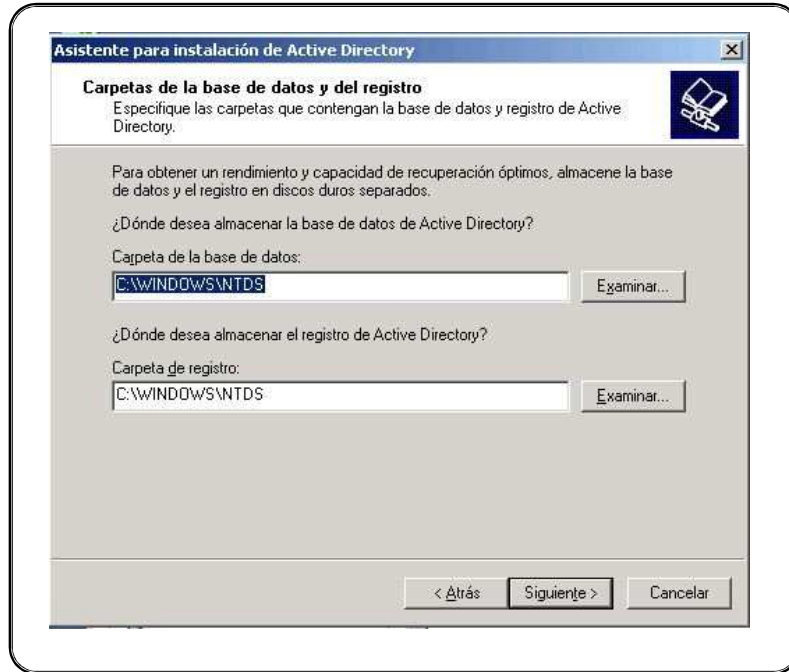 Asistente para instalación de Active Directory
Carpetas de la base de datos y del registro
Especifique las carpetas que contengan la base de datos y registro de Active
Directory.
Para obtener un rendimiento y capacidad de recuperación óptimos, almacene la base
de datos y el registro en discos duros separados.
¿Dónde desea almacenar la base de datos de Active Directory?
Carpeta de la base de datos:
C:\WINDOWS\NTDS
Examinar...
¿Dónde desea almacenar el registro de Active Directory?
Carpeta de registro:
C:\WINDOWS\NTDS
Examinar...
< Atrás Siguiente > Cancelar